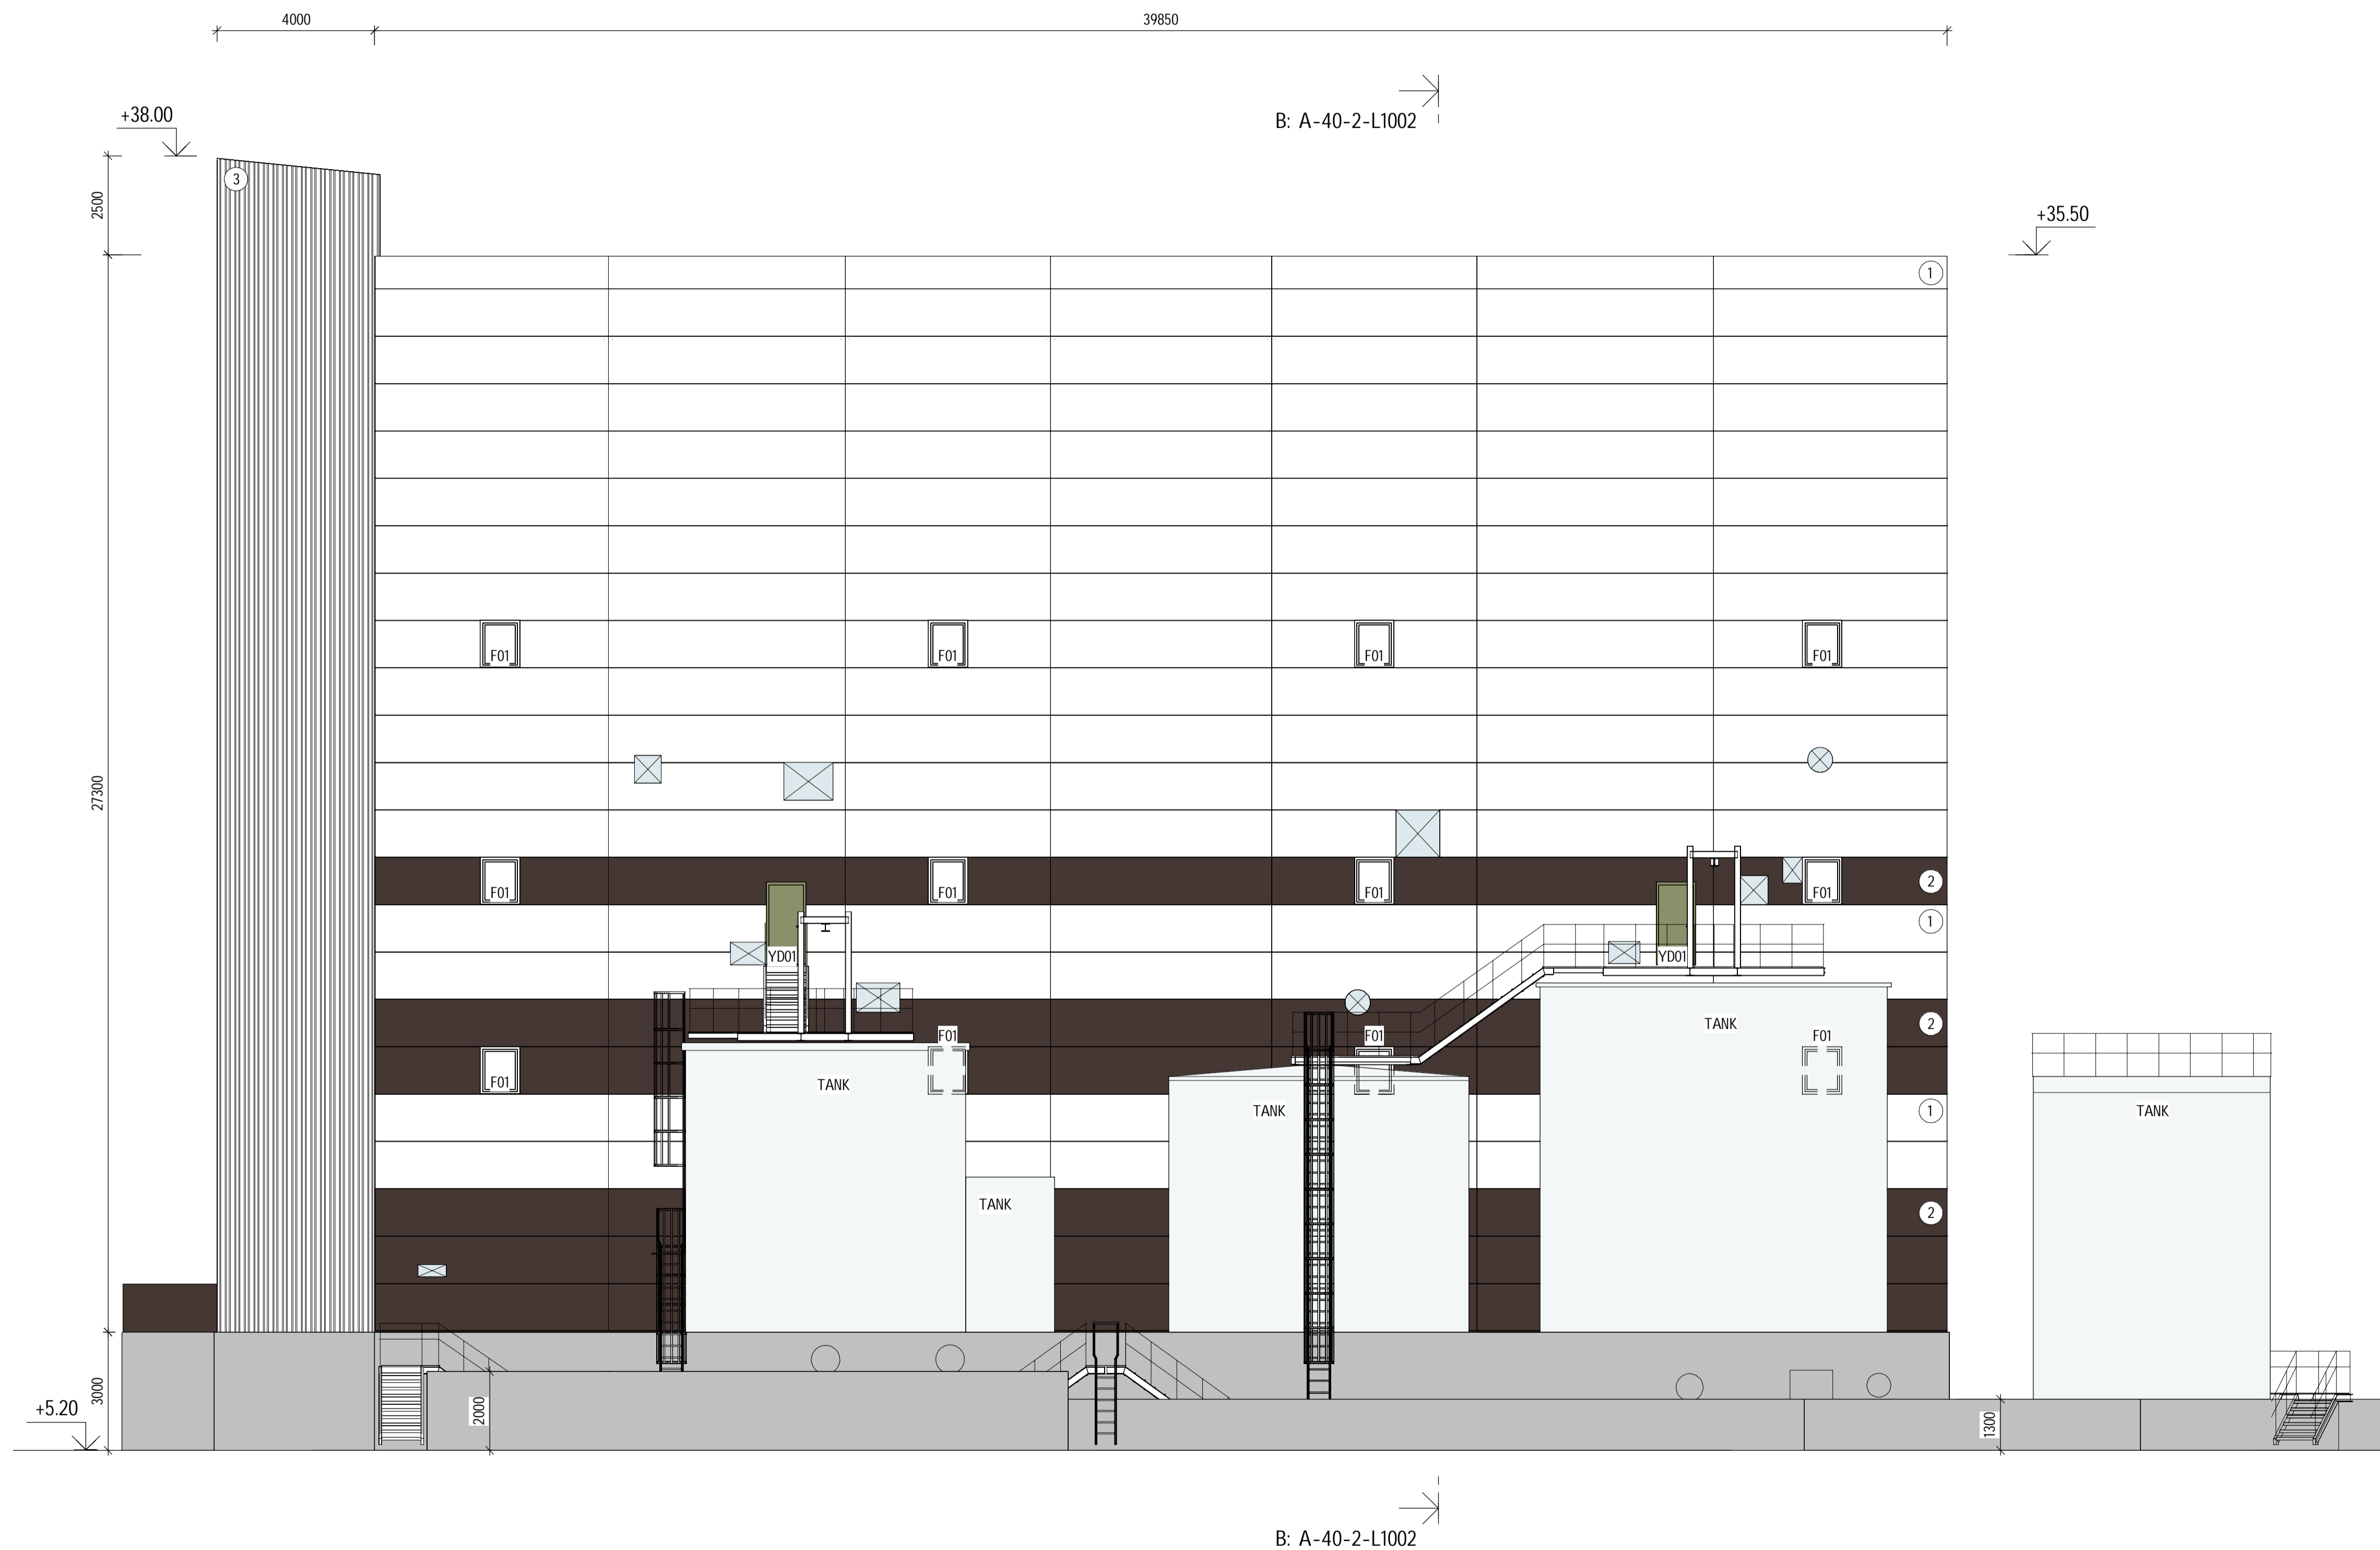 4000
39850
B: A-40-2-L1002
+38.00
3
2500
+35.50
1
F01
F01
F01
F01
27300
F01
F01
F01
F01
2
1
YD01
YD01
F01
F01
F01
F01
TANK
TANK
TANK
TANK
TANK
2
1
2
3000
+5.20
2000
1300
B: A-40-2-L1002